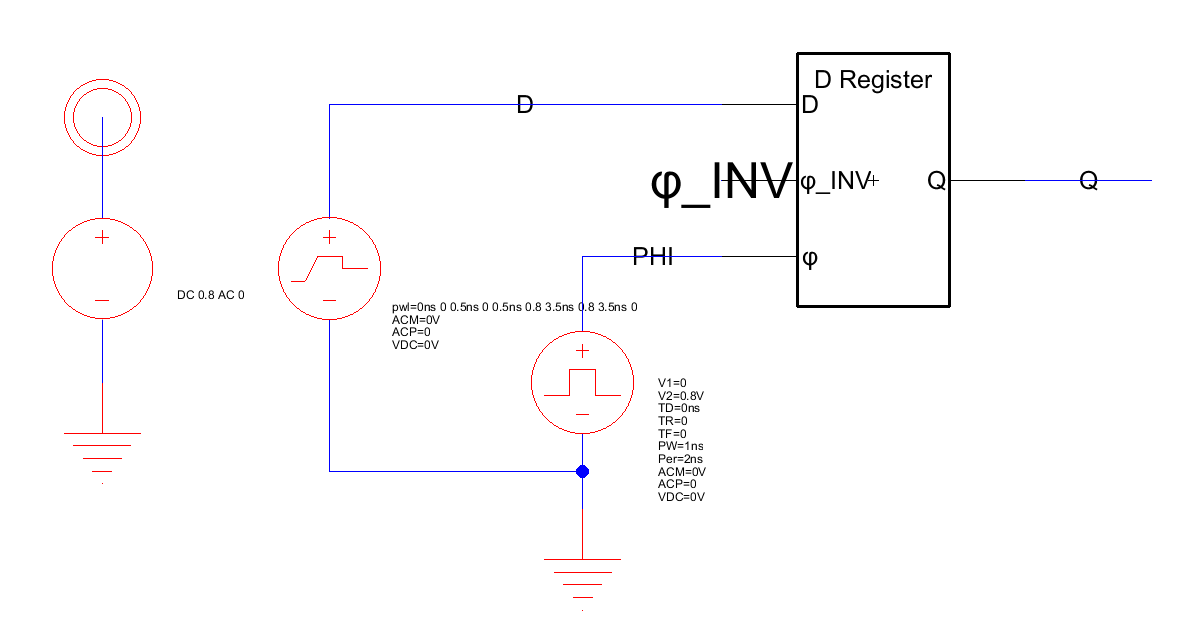 D Register
D
D
φ_INV
φ_INV
Q
Q
PHI
φ
DC 0.8 AC 0
pwl=0ns 0 0.5ns 0 0.5ns 0.8 3.5ns 0.8 3.5ns 0
ACM=0V
ACP=0
VDC=0V
V1=0
V2=0.8V
TD=0ns
TR=0
TF=0
PW=1ns
Per=2ns
ACM=0V
ACP=0
VDC=0V